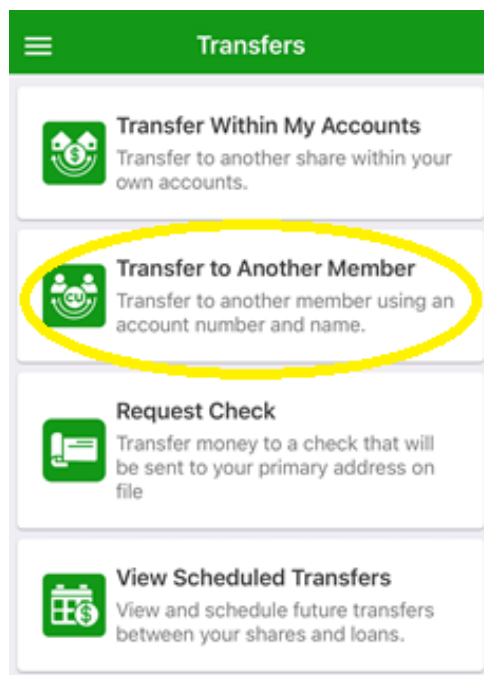 Transfers
Transfer Within My Accounts
Transfer to another share within your
own accounts.
CU
Transfer to Another Member
Transfer to another member using an
account number and name.
Request Check
Transfer money to a check that will
be sent to your primary address on
file
View Scheduled Transfers
View and schedule future transfers
between your shares and loans.